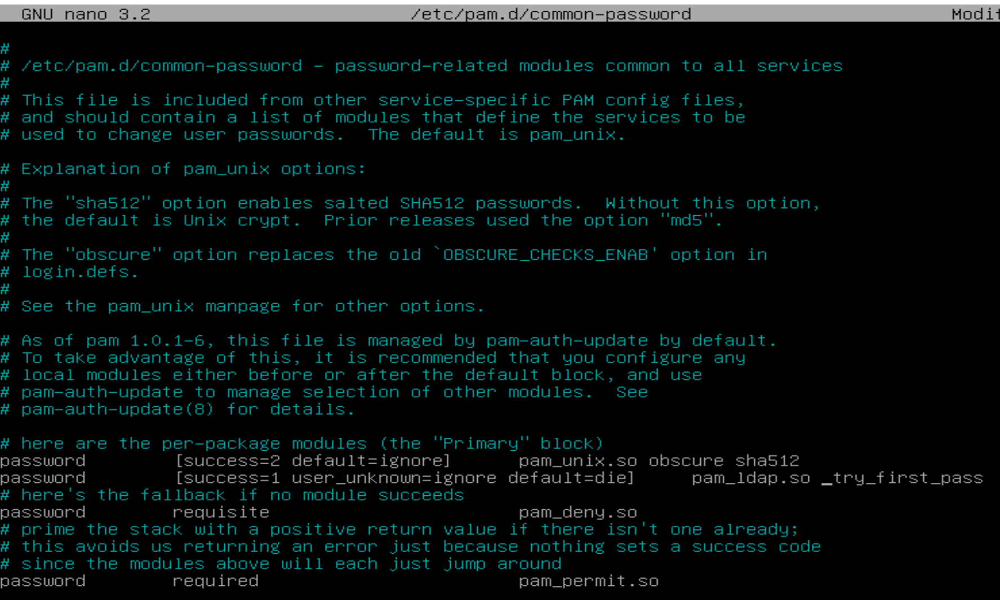 GNU nano 3.2 /etc/pam.d/common-password Modif
#
# /etc/pam.d/common-password - password-related modules common to all services
#
# This file is included from other service-specific PAM config files,
# and should contain a list of modules that define the services to be
# used to change user passwords.  The default is pam_unix.
# Explanation of pam_unix options:
#
# The "sha512" option enables salted SHA512 passwords.  Without this option,
# the default is Unix crypt.  Prior releases used the option "md5".
#
# The "obscure" option replaces the old `OBSCURE_CHECKS_ENAB' option in
# login.defs.
#
# See the pam_unix manpage for other options.
# As of pam 1.0.1-6, this file is managed by pam-auth-update by default.
# To take advantage of this, it is recommended that you configure any
# local modules either before or after the default block, and use
# pam-auth-update to manage selection of other modules.  See
# pam-auth-update(8) for details.
# here are the per-package modules (the "Primary" block)
password [success=2 default=ignore] pam_unix.so obscure sha512
password [success=1 user_unknown=ignore default=die] pam_ldap.so _try_first_pass
# here's the fallback if no module succeeds
password requisite pam_deny.so
# prime the stack with a positive return value if there isn't one already;
# this avoids us returning an error just because nothing sets a success code
# since the modules above will each just jump around
password required pam_permit.so